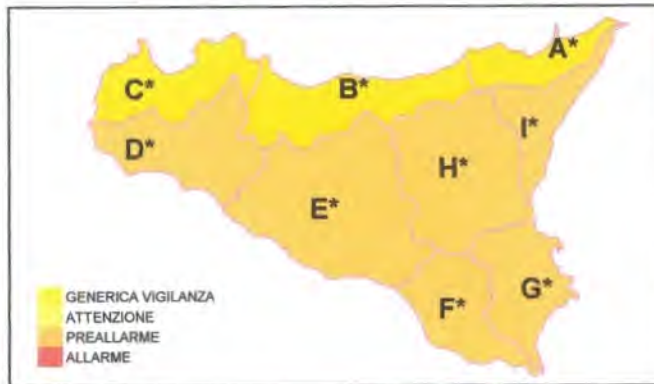 A*
C*
B*
D*
I*
H*
E*
G*
F*
GENERICA VIGILANZA
ATTENZIONE
PREALLARME
ALLARME